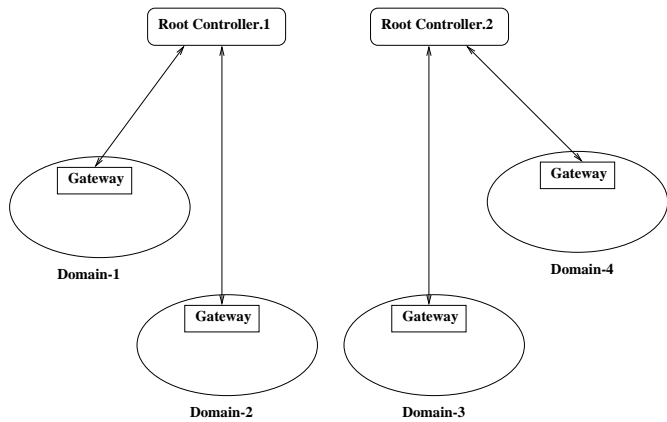 Root Controller.1
Root Controller.2
Gateway
Gateway
Domain-4
Domain-1
Gateway
Gateway
Domain-2
Domain-3